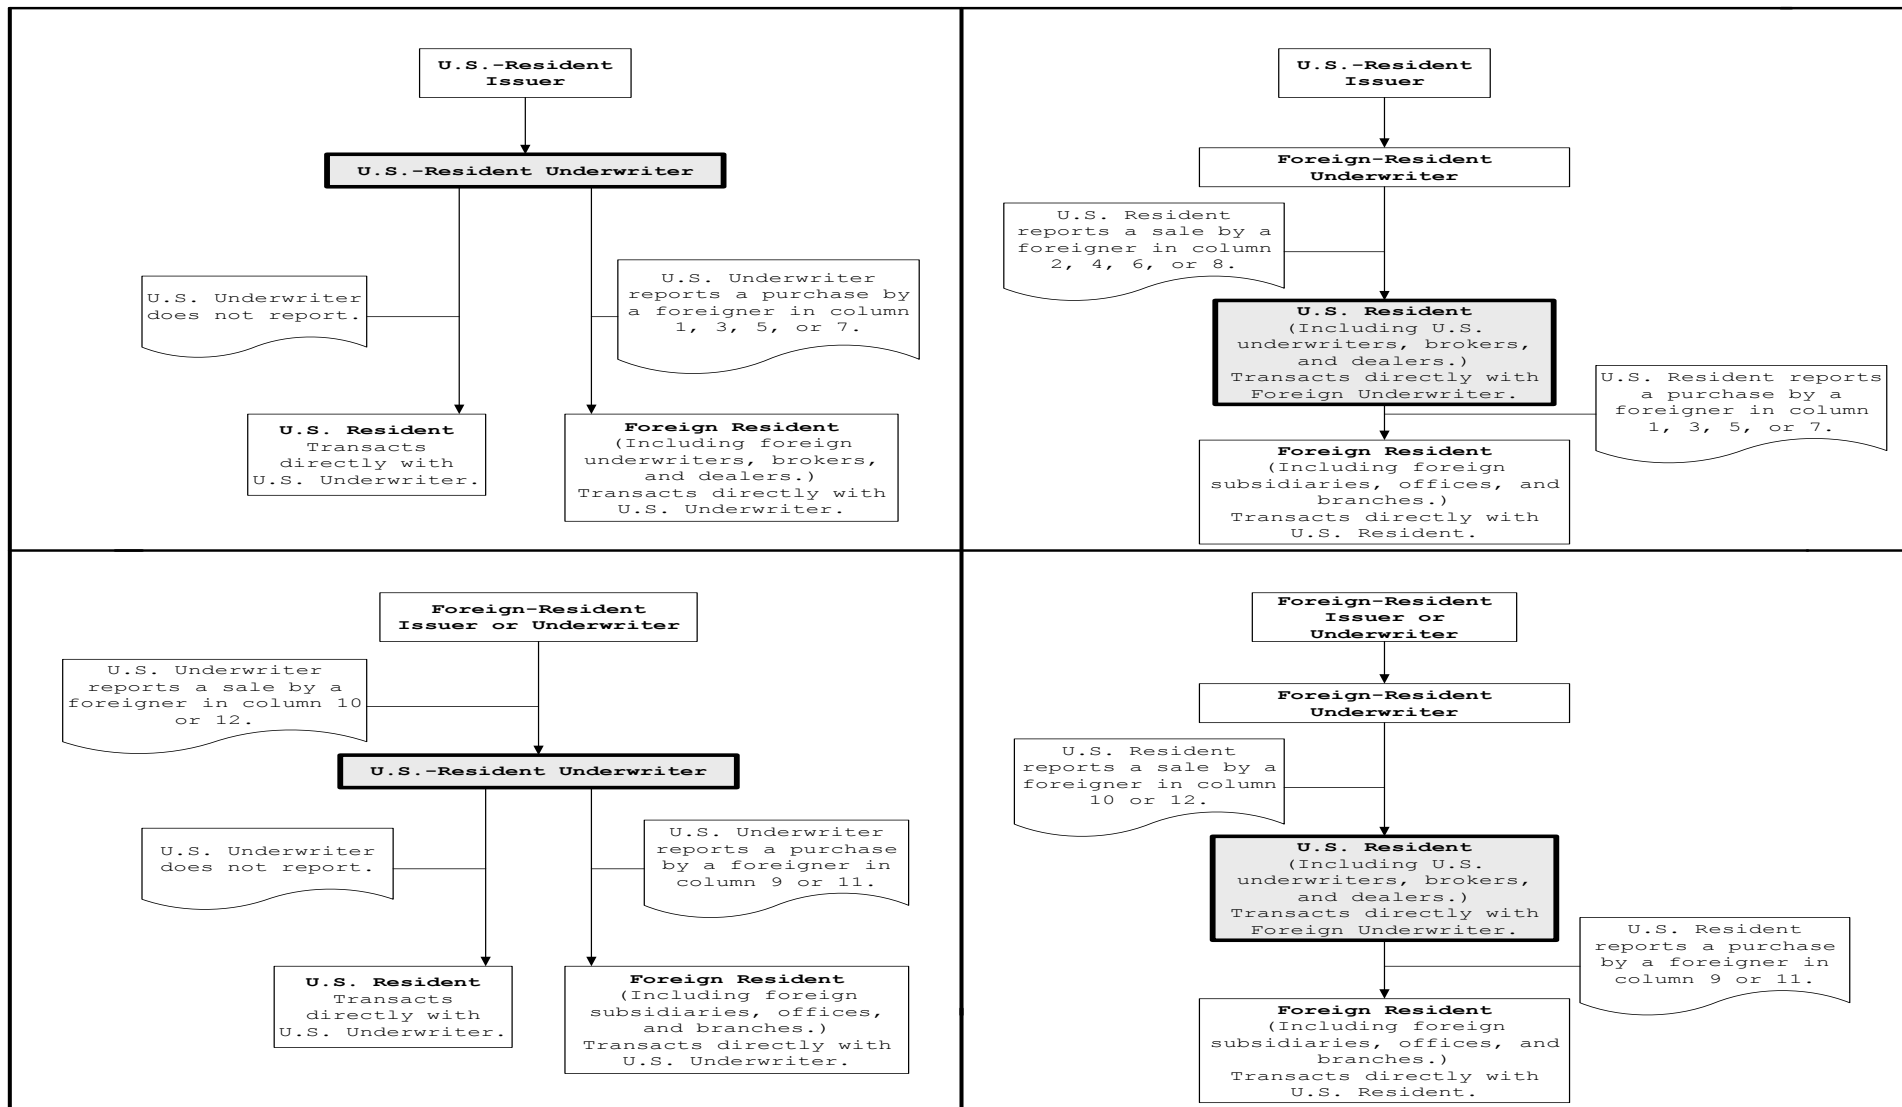 U.S.-Resident
Issuer
U.S.-Resident Underwriter
U.S. Underwriter
does not report.
U.S. Underwriter
reports a purchase by
a foreigner in column
1, 3, 5, or 7.
U.S. Resident
Transacts
directly with
U.S. Underwriter.
Foreign Resident
(Including foreign
underwriters, brokers,
and dealers.)
Transacts directly with
U.S. Underwriter.
U.S.-Resident
Issuer
Foreign-Resident
Underwriter
U.S. Resident
reports a sale by a
foreigner in column
2, 4, 6, or 8.
U.S. Resident
(Including U.S.
underwriters, brokers,
and dealers.)
Transacts directly with
Foreign Underwriter.
U.S. Resident reports
a purchase by a
foreigner in column
1, 3, 5, or 7.
Foreign Resident
(Including foreign
subsidiaries, offices, and
branches.)
Transacts directly with
U.S. Resident.
Foreign-Resident
Issuer or Underwriter
U.S. Underwriter
reports a sale by a
foreigner in column 10
or 12.
U.S.-Resident Underwriter
U.S. Underwriter
does not report.
U.S. Underwriter
reports a purchase
by a foreigner in
column 9 or 11.
U.S. Resident
Transacts
directly with
U.S. Underwriter.
Foreign Resident
(Including foreign
subsidiaries, offices,
and branches.)
Transacts directly with
U.S. Underwriter.
Foreign-Resident
Issuer or
Underwriter
Foreign-Resident
Underwriter
U.S. Resident
reports a sale by a
foreigner in column
10 or 12.
U.S. Resident
(Including U.S.
underwriters, brokers,
and dealers.)
Transacts directly with
Foreign Underwriter.
U.S. Resident
reports a purchase
by a foreigner in
column 9 or 11.
Foreign Resident
(Including foreign
subsidiaries, offices, and
branches.)
Transacts directly with
U.S. Resident.